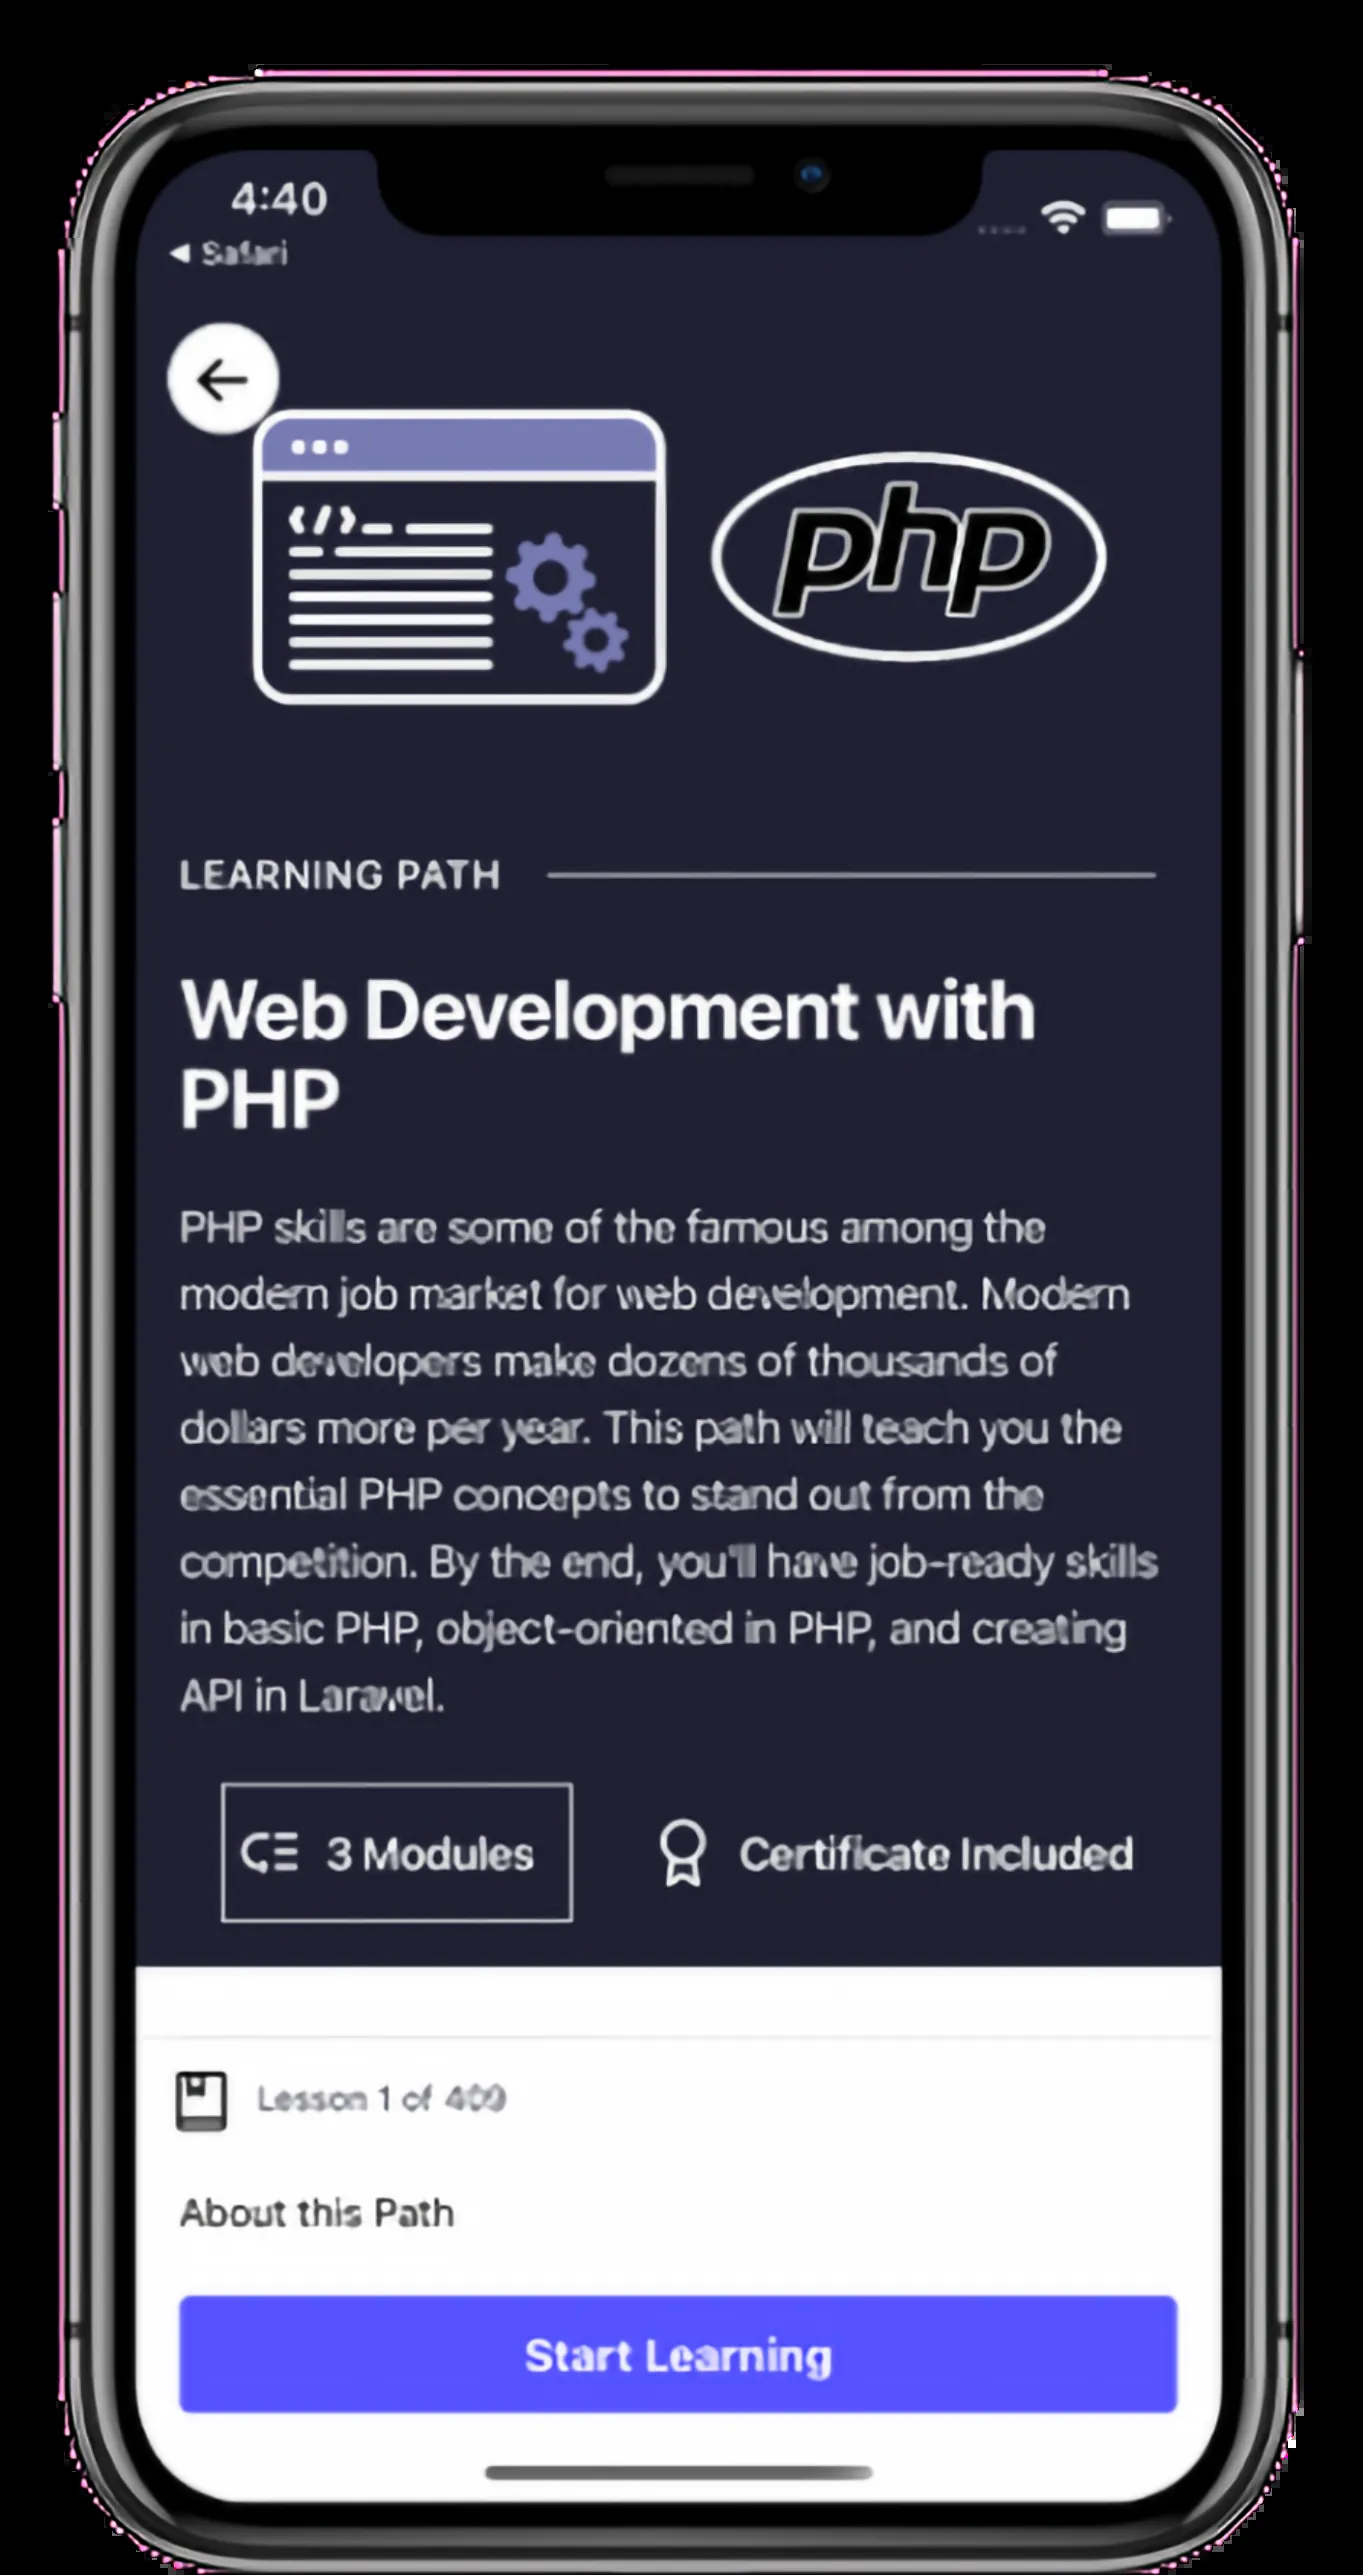 4:40
◀ Safari
</>
php
LEARNING PATH
Web Development with
PHP
PHP skills are some of the famous among the
modern job market for web development. Modern
web developers make dozens of thousands of
dollars more per year. This path will teach you the
essential PHP concepts to stand out from the
competition. By the end, you'll have job-ready skills
in basic PHP, object-oriented in PHP, and creating
API in Laravel.
3 Modules
Certificate Included
Lesson 1 of 409
About this Path
Start Learning